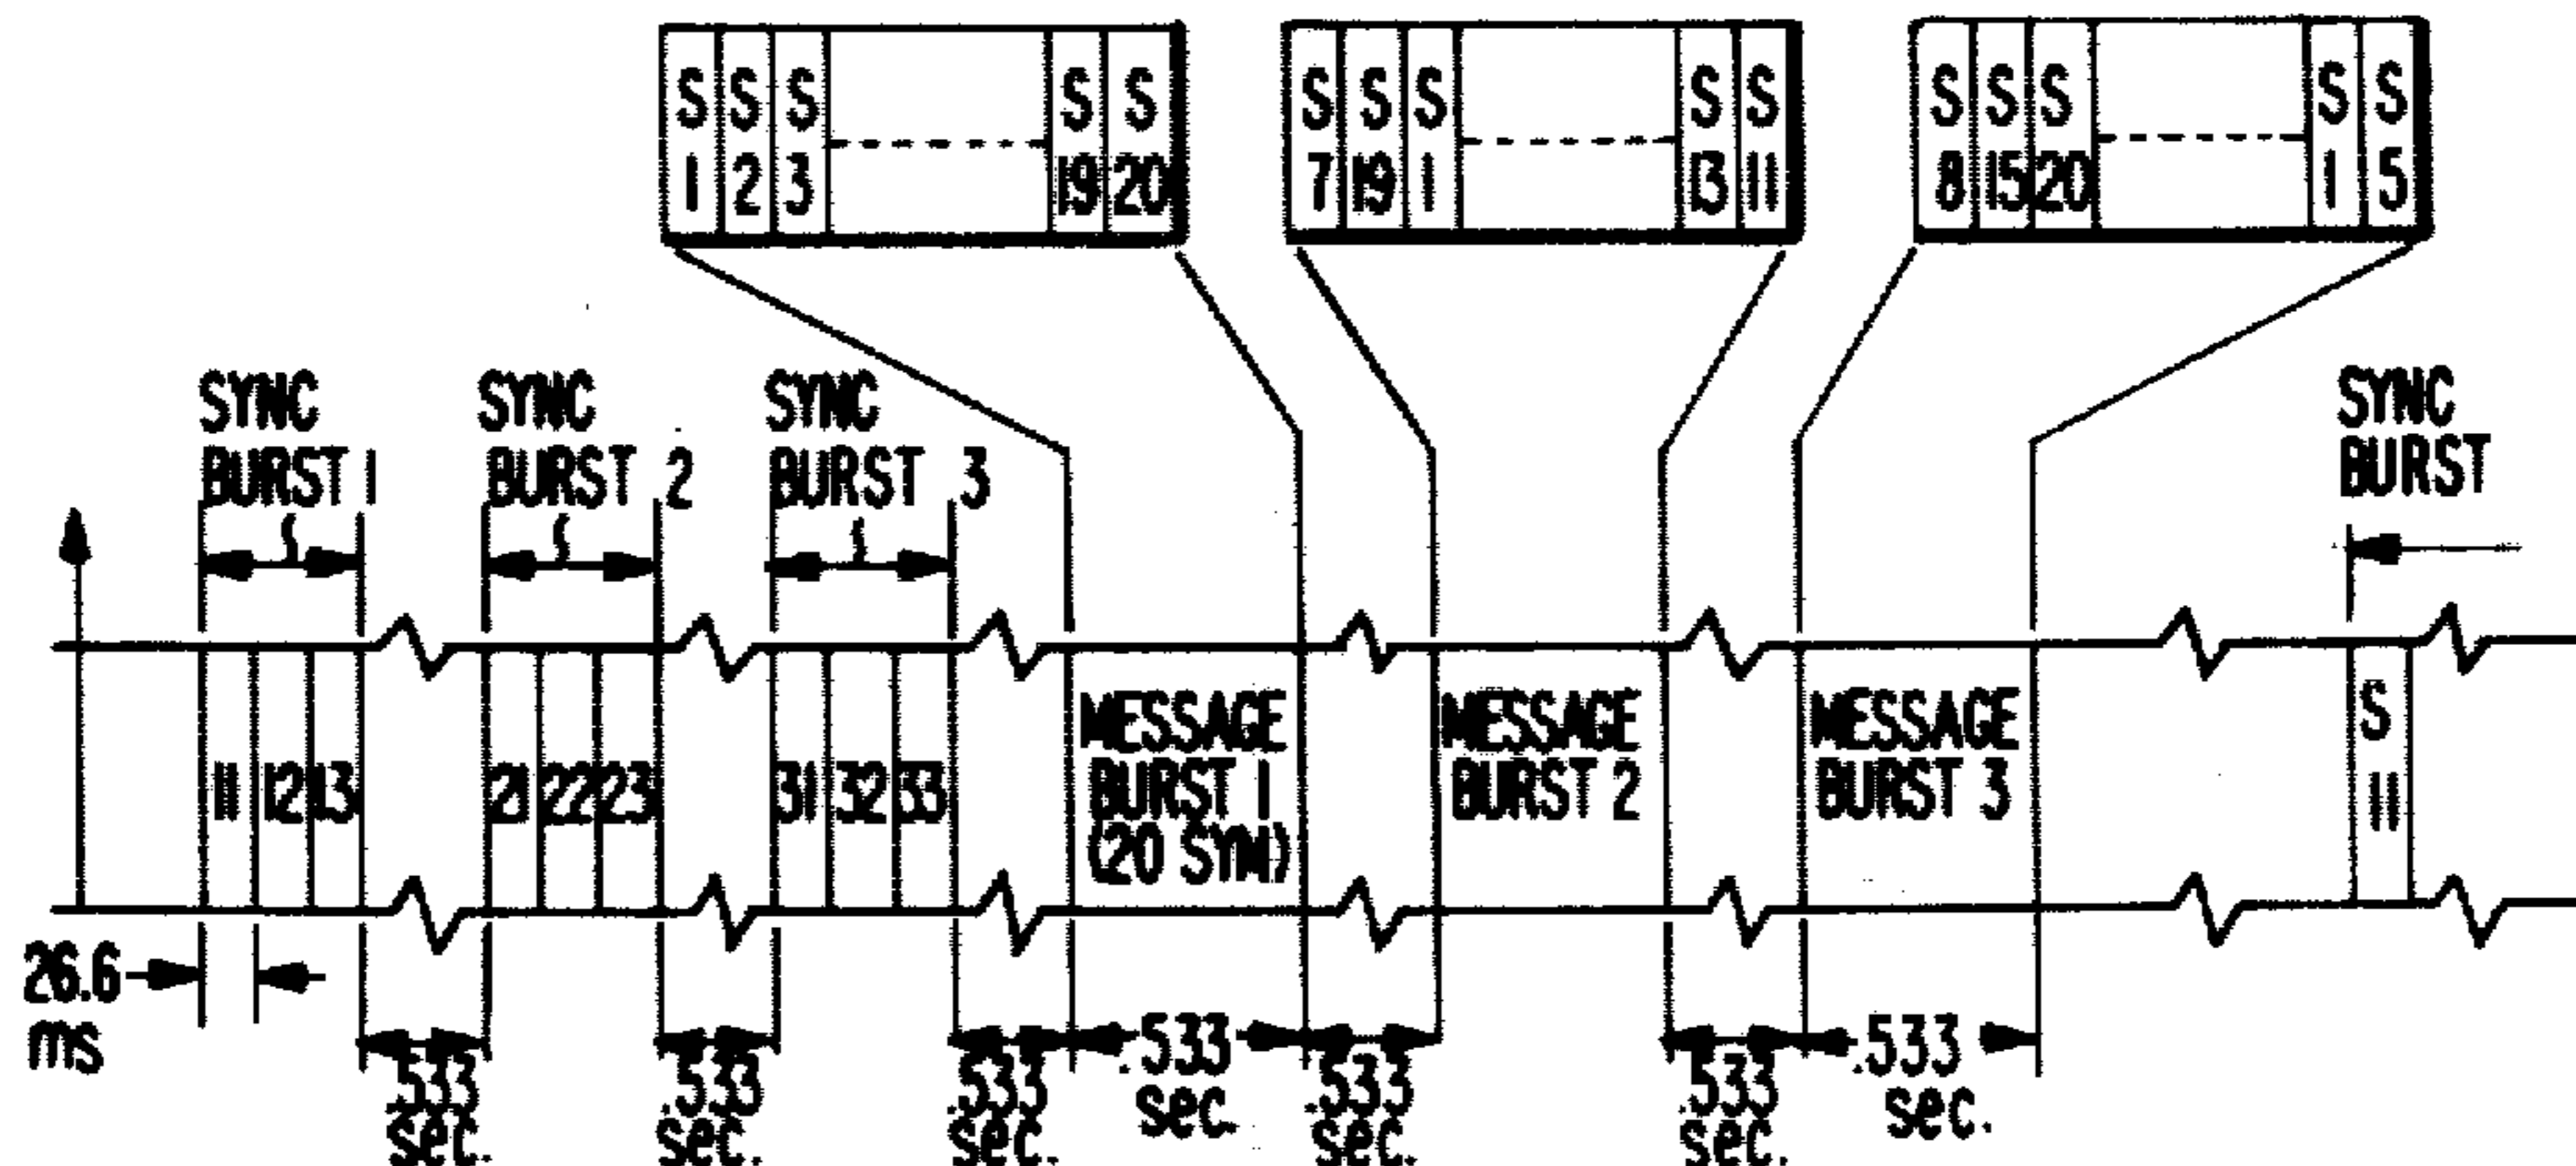 S S S S S
1 2 3 19 20
S S S S S
7 19 1 13 11
S S S S S
8 15 20 1 5
SYNC
BURST 1
SYNC
BURST 2
SYNC
BURST 3
SYNC
BURST
11 12 13
21 22 23
31 32 33
MESSAGE
BURST 1
(20 SYM)
MESSAGE
BURST 2
MESSAGE
BURST 3
S
11
26.6
ms
.533
sec.
.533
sec.
.533
sec.
.533
sec.
.533
sec.
.533
sec.
.533
sec.